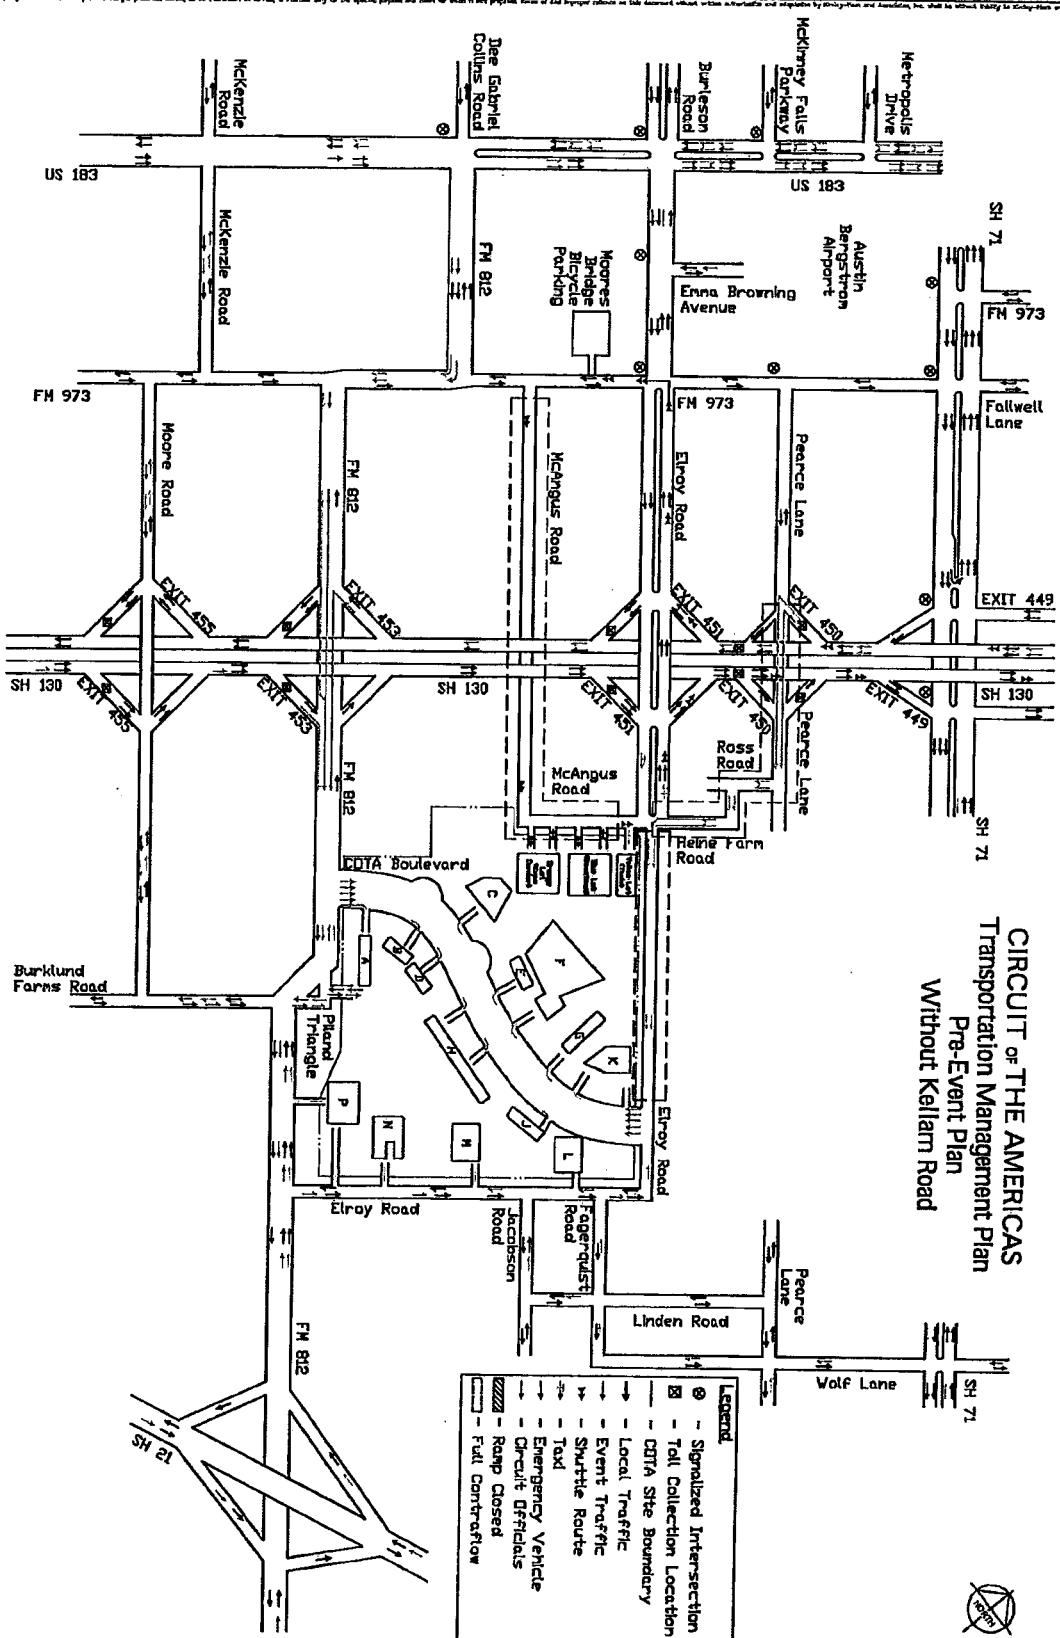 CIRCUIT OF THE AMERICAS
Transportation Management Plan
Pre-Event Plan
Without Kellam Road
McKenzie
Road
Dee Gabriel
Collins Road
Burleson
Road
McKinney Falls
Parkway
Metropolis
Drive
US 183
US 183
SH 71
McKenzie Road
FM 812
Moores
Bridge
Bicycle
Parking
Emma Browning
Avenue
Austin
Bergstrom
Airport
FM 973
FM 973
FM 973
Fallwell
Lane
Moore Road
FM 812
McAngus Road
Elroy Road
Pearce Lane
EXIT 455
EXIT 453
EXIT 451
EXIT 450
EXIT 449
SH 130
SH 130
SH 130
EXIT 455
EXIT 453
EXIT 451
EXIT 450
EXIT 449
FM 812
McAngus
Road
Ross
Road
Pearce Lane
SH 71
Heine Farm
Road
COTA Boulevard
C
A
B
D
E
F
G
H
K
J
L
M
N
P
Burklund
Farms Road
Piland
Triangle
Elroy Road
Elroy Road
Jacobson
Road
Fagerquist
Road
Pearce
Lane
Linden Road
Wolf Lane
SH 71
FM 812
SH 21
Legend
- Signalized Intersection
- Toll Collection Location
- COTA Site Boundary
- Local Traffic
- Event Traffic
- Shuttle Route
- Taxi
- Emergency Vehicle
- Circuit Officials
- Ramp Closed
- Full Contraflow
NORTH